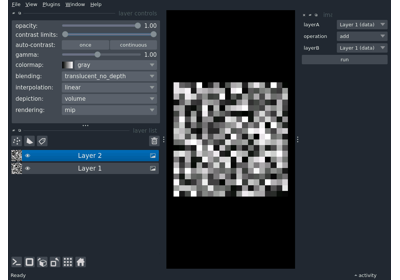 File View Plugins Window Help
layer controls
opacity: 1.00
contrast limits:
auto-contrast: once continuous
gamma: 1.00
colormap: gray
blending: translucent_no_depth
interpolation: linear
depiction: volume
rendering: mip
layer list
Layer 2
Layer 1
layerA Layer 1 (data)
operation add
layerB Layer 1 (data)
run
Ready
activity